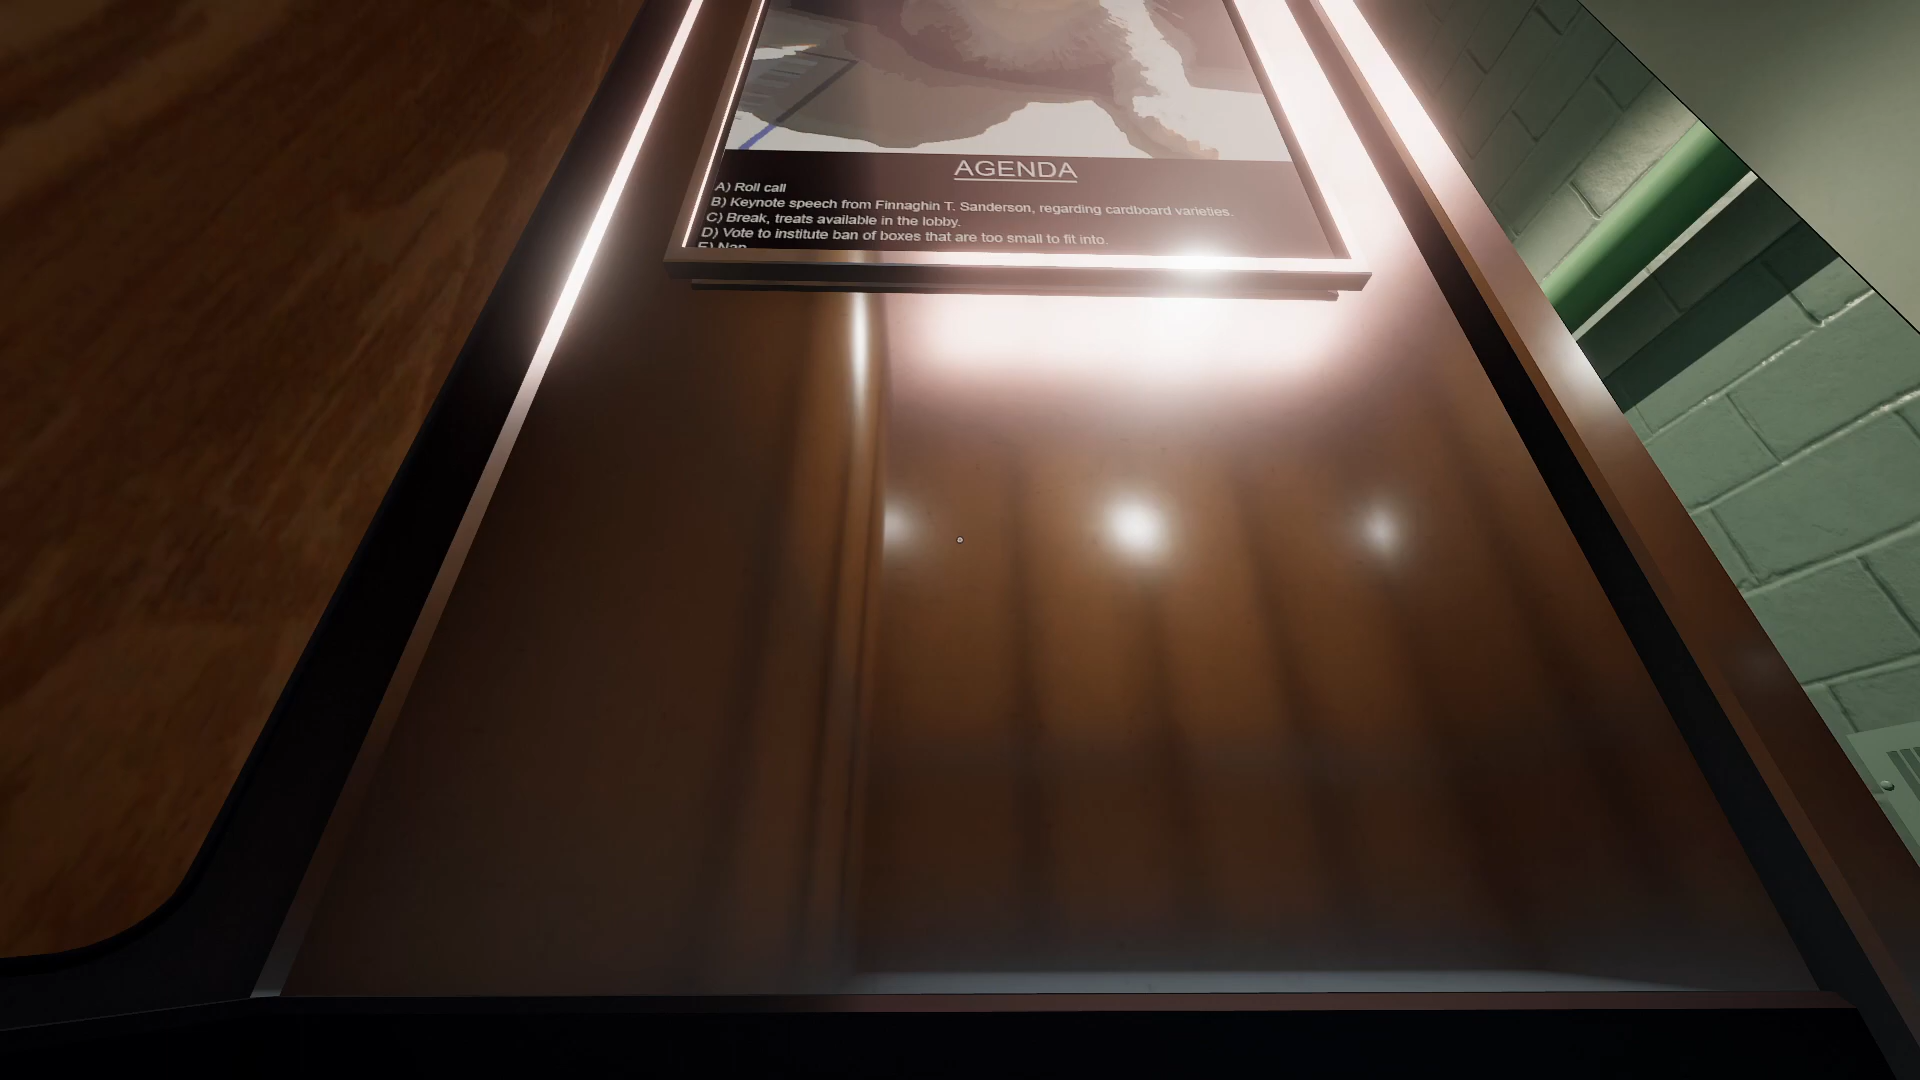 AGENDA
A) Roll call
B) Keynote speech from Finnaghin T. Sanderson, regarding cardboard varieties.
C) Break, treats available in the lobby.
D) Vote to institute ban of boxes that are too small to fit into.
E) Nap